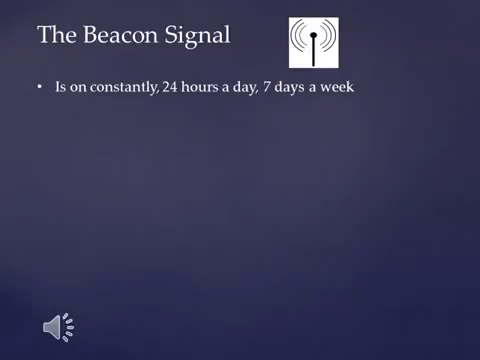 The Beacon Signal
• Is on constantly, 24 hours a day, 7 days a week